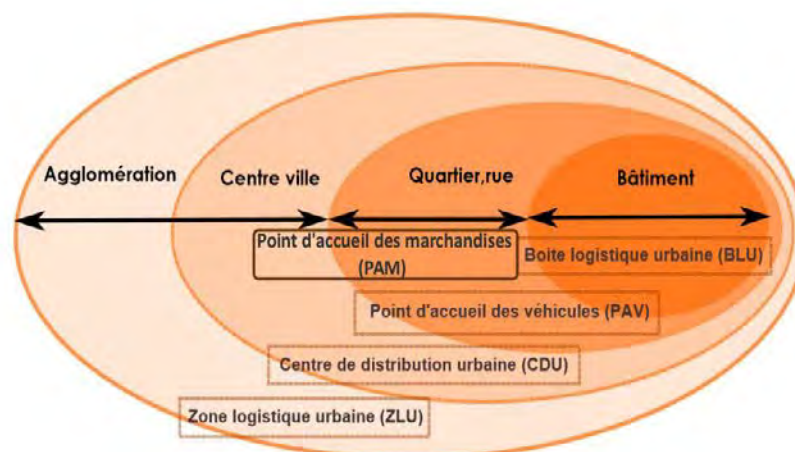 Agglomération
Centre ville
Quartier,rue
Bâtiment
Point d'accueil des marchandises
(PAM)
Boite logistique urbaine (BLU)
Point d'accueil des véhicules (PAV)
Centre de distribution urbaine (CDU)
Zone logistique urbaine (ZLU)